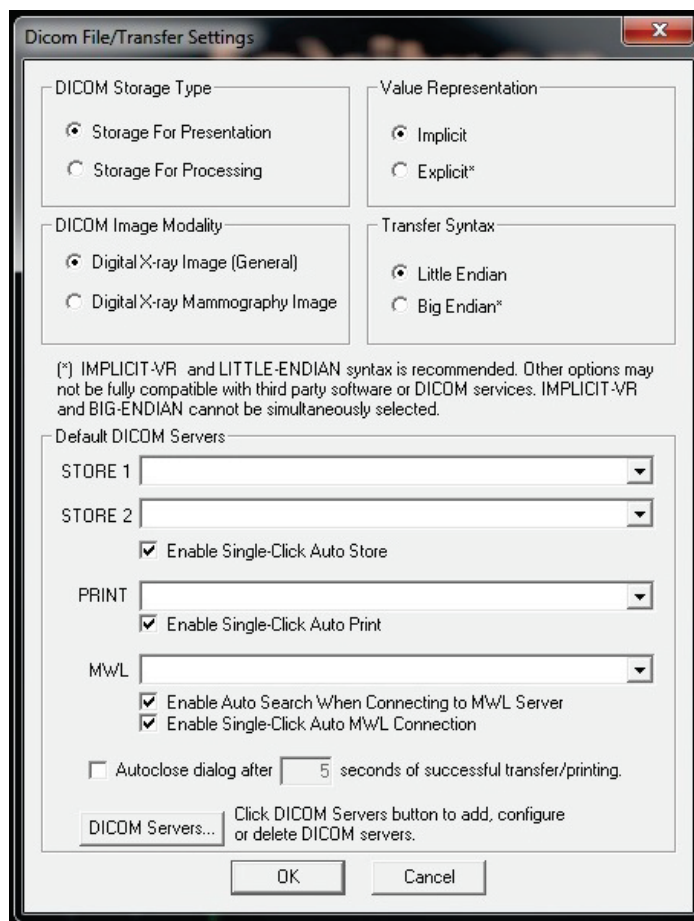 Dicom File/Transfer Settings
DICOM Storage Type
Storage For Presentation
Storage For Processing
Value Representation
Implicit
Explicit*
DICOM Image Modality
Digital X-ray Image (General)
Digital X-ray Mammography Image
Transfer Syntax
Little Endian
Big Endian*
(*) IMPLICIT-VR and LITTLE-ENDIAN syntax is recommended. Other options may
not be fully compatible with third party software or DICOM services. IMPLICIT-VR
and BIG-ENDIAN cannot be simultaneously selected.
Default DICOM Servers
STORE 1
STORE 2
Enable Single-Click Auto Store
PRINT
Enable Single-Click Auto Print
MWL
Enable Auto Search When Connecting to MWL Server
Enable Single-Click Auto MWL Connection
Autoclose dialog after 5 seconds of successful transfer/printing.
DICOM Servers...
Click DICOM Servers button to add, configure
or delete DICOM servers.
OK
Cancel